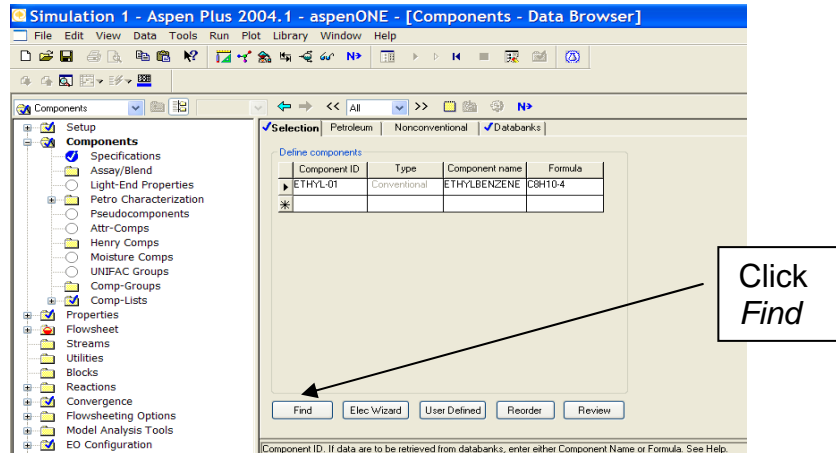 Simulation 1 - Aspen Plus 2004.1 - aspenONE - [Components - Data Browser]
File Edit View Data Tools Run Plot Library Window Help
N»
Components
<< All >>
N»
Setup
Components
Specifications
Assay/Blend
Light-End Properties
Petro Characterization
Pseudocomponents
Attr-Comps
Henry Comps
Moisture Comps
UNIFAC Groups
Comp-Groups
Comp-Lists
Properties
Flowsheet
Streams
Utilities
Blocks
Reactions
Convergence
Flowsheeting Options
Model Analysis Tools
EO Configuration
Selection Petroleum Nonconventional Databanks
Define components
Component ID Type Component name Formula
ETHYL-01 Conventional ETHYLBENZENE C8H10-4
Find Elec Wizard User Defined Reorder Review
Component ID. If data are to be retrieved from databanks, enter either Component Name or Formula. See Help.
Click
Find